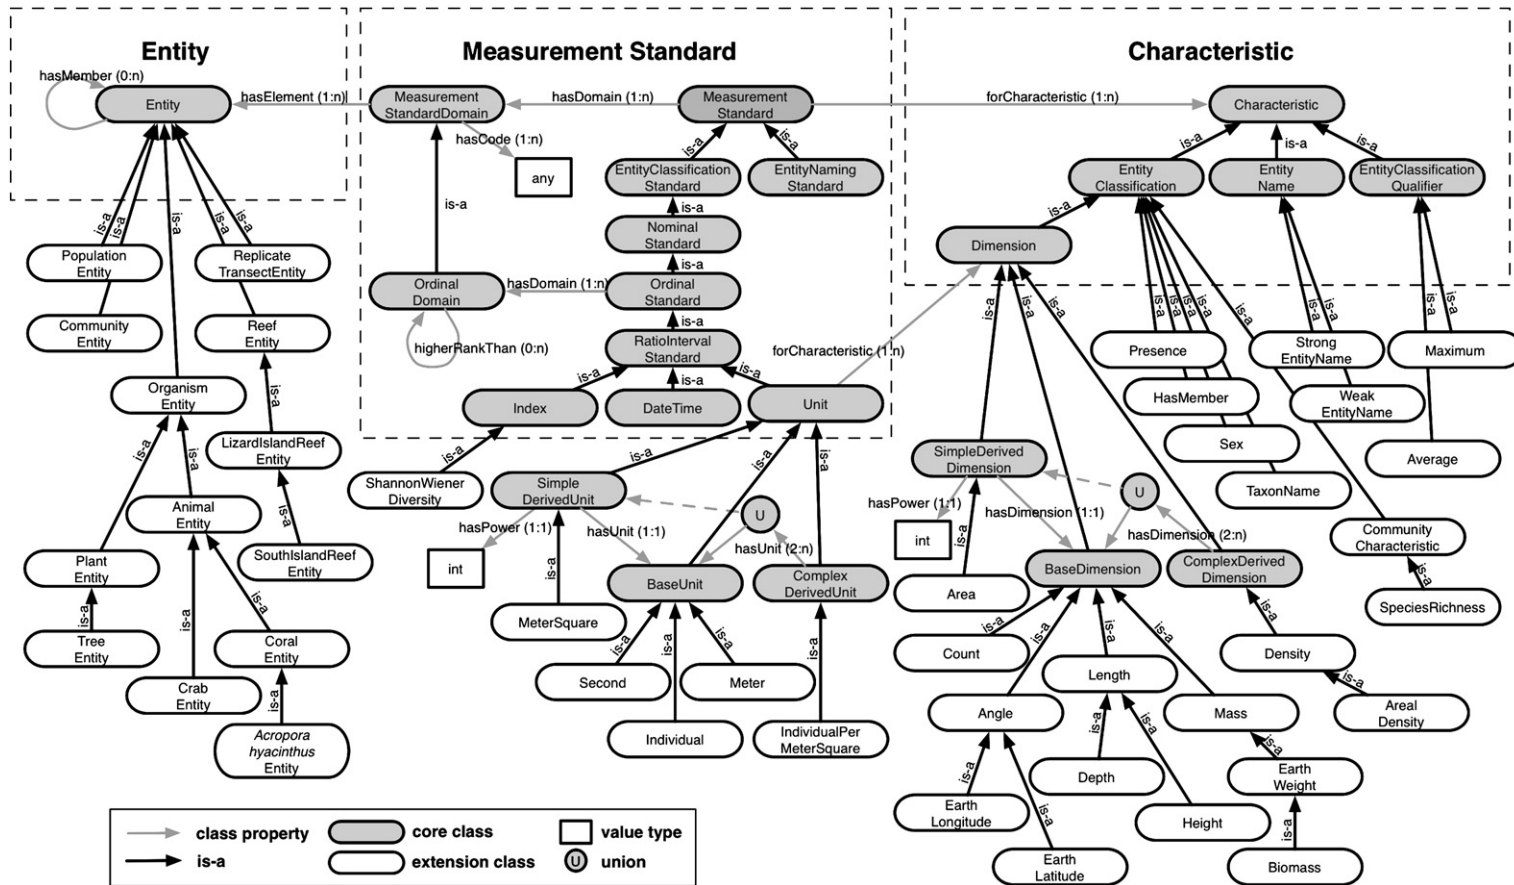 Entity
Measurement Standard
Characteristic
hasMember (0:n)
Entity
hasElement (1:n)
Measurement
StandardDomain
hasDomain (1:n)
Measurement
Standard
forCharacteristic (1:n)
Characteristic
hasCode (1:n)
any
is-a
is-a
is-a
is-a
is-a
EntityClassification
Standard
EntityNaming
Standard
Entity
Classification
Entity
Name
EntityClassification
Qualifier
is-a
is-a
is-a
is-a
is-a
is-a
is-a
Nominal
Standard
is-a
Dimension
is-a
Population
Entity
Replicate
TransectEntity
Ordinal
Domain
hasDomain (1:n)
Ordinal
Standard
is-a
higherRankThan (0:n)
is-a
RatioInterval
Standard
forCharacteristic (1:n)
Community
Entity
Reef
Entity
is-a
is-a
is-a
is-a
is-a
is-a
is-a
is-a
is-a
is-a
is-a
is-a
Presence
Strong
EntityName
Maximum
Organism
Entity
is-a
is-a
is-a
is-a
Index
DateTime
Unit
HasMember
Weak
EntityName
LizardIslandReef
Entity
is-a
is-a
Sex
Average
is-a
is-a
is-a
is-a
ShannonWiener
Diversity
Simple
DerivedUnit
SimpleDerived
Dimension
U
TaxonName
Animal
Entity
is-a
SouthIslandReef
Entity
hasPower (1:1)
int
hasUnit (1:1)
U
hasUnit (2:n)
hasPower (1:1)
int
is-a
hasDimension (1:1)
hasDimension (2:n)
Community
Characteristic
Plant
Entity
is-a
BaseUnit
Complex
DerivedUnit
Area
BaseDimension
ComplexDerived
Dimension
is-a
SpeciesRichness
is-a
is-a
is-a
MeterSquare
is-a
is-a
is-a
is-a
is-a
is-a
is-a
is-a
is-a
Tree
Entity
Coral
Entity
Count
Density
Crab
Entity
is-a
Second
Meter
Length
is-a
Areal
Density
Angle
Mass
Acropora
hyacinthus
Entity
Individual
IndividualPer
MeterSquare
is-a
is-a
is-a
is-a
is-a
Depth
Earth
Weight
Earth
Longitude
Height
is-a
Earth
Latitude
Biomass
class property
core class
value type
is-a
extension class
U
union